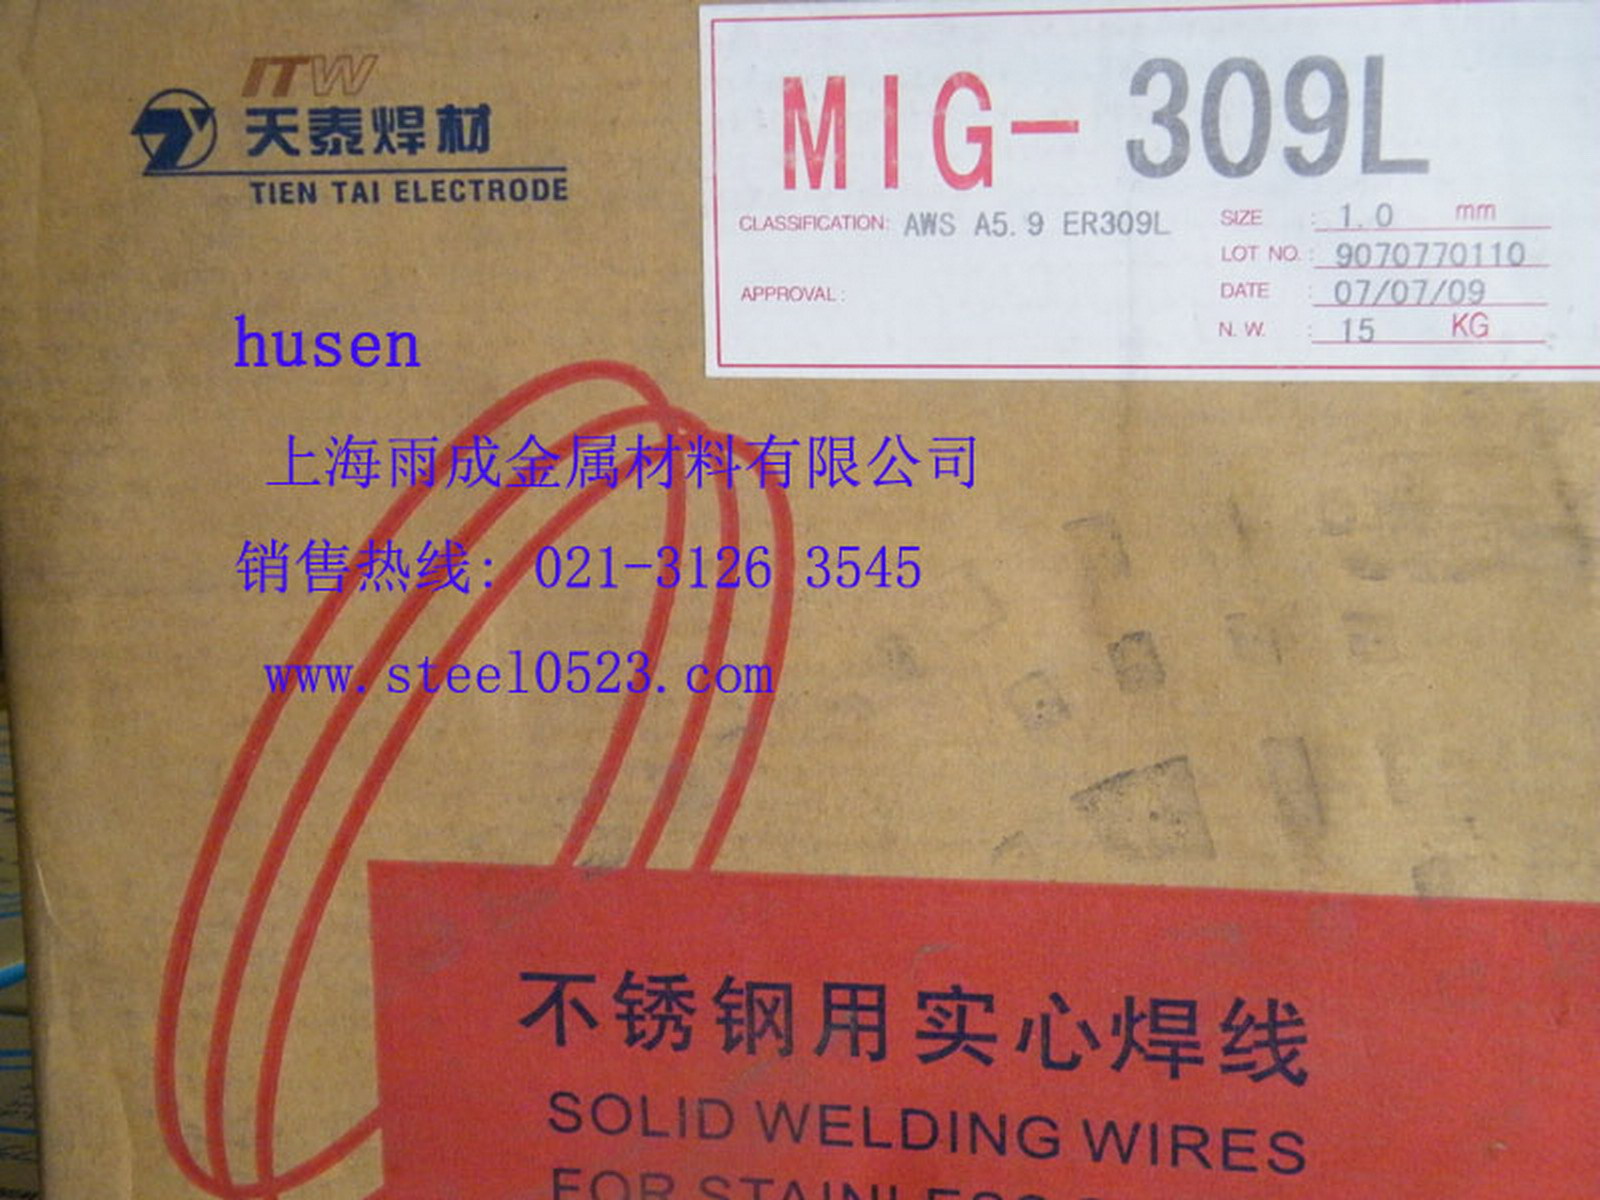 ITW
天泰焊材
TIEN TAI ELECTRODE
MIG- 309L
CLASSIFICATION: AWS A5.9 ER309L
APPROVAL:
SIZE : 1.0 mm
LOT NO.: 9070770110
DATE : 07/07/09
N.W. : 15 KG
husen
上海雨成金属材料有限公司
销售热线: 021-3126 3545
www.steel0523.com
不锈钢用实心焊线
SOLID WELDING WIRES
FOR STAINLESS